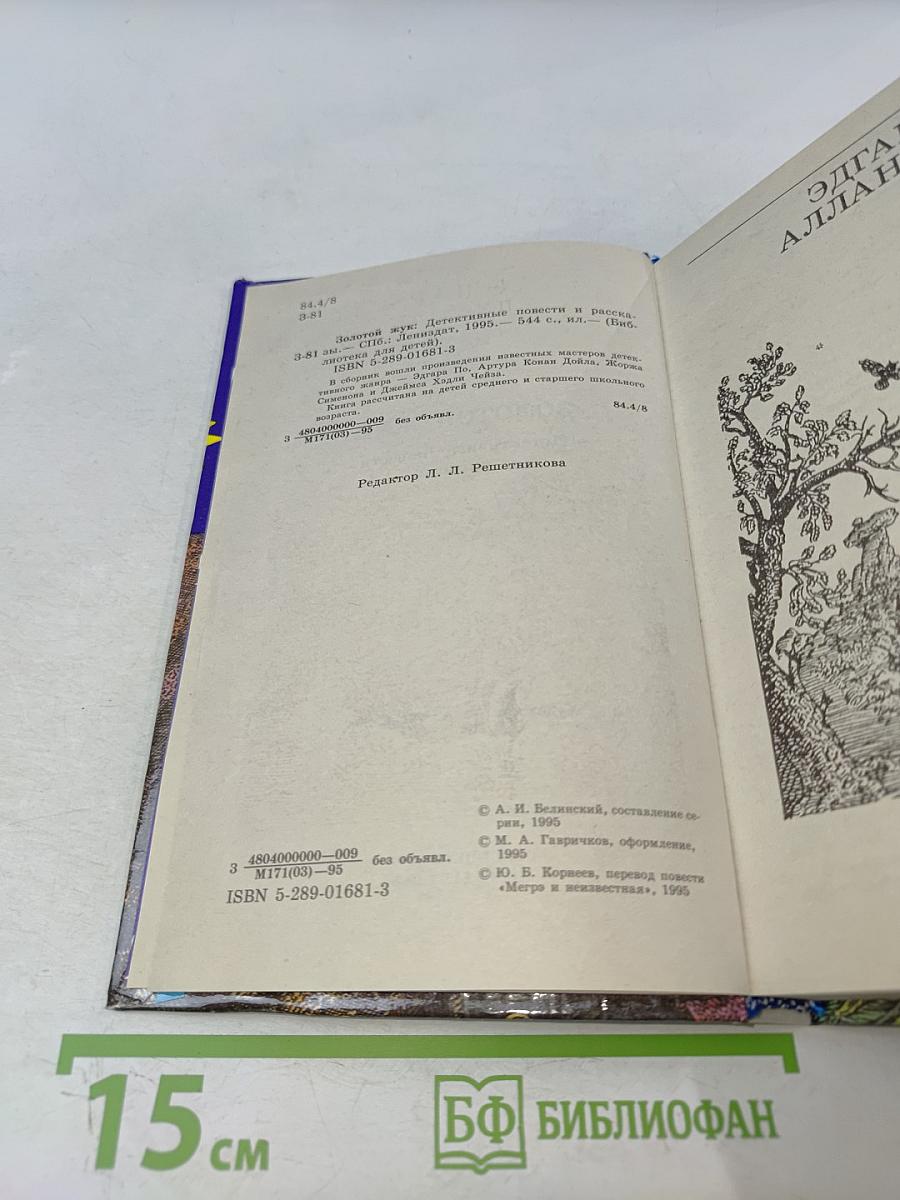 84.4/8
З-81
Золотой жук: Детективные повести и расска-
З-81 зы.— СПб.: Лениздат, 1995.— 544 с., ил.— (Биб-
лиотека для детей).
ISBN 5-289-01681-3
В сборник вошли произведения известных мастеров детек-
тивного жанра — Эдгара По, Артура Конан Дойла, Жоржа
Сименона и Джеймса Хэдли Чейза.
Книга рассчитана на детей среднего и старшего школьного
возраста.
З 4804000000—009 без объявл. 84.4/8
М171(03)—95
Редактор Л. Л. Решетникова
© А. И. Белинский, составление се-
рии, 1995
© М. А. Гавричков, оформление,
1995
© Ю. Б. Корнеев, перевод повести
«Мегрэ и неизвестная», 1995
З 4804000000—009 без объявл.
М171(03)—95
ISBN 5-289-01681-3
ЭДГА
АЛЛАН
15 см
БФ БИБ�лиОФАН